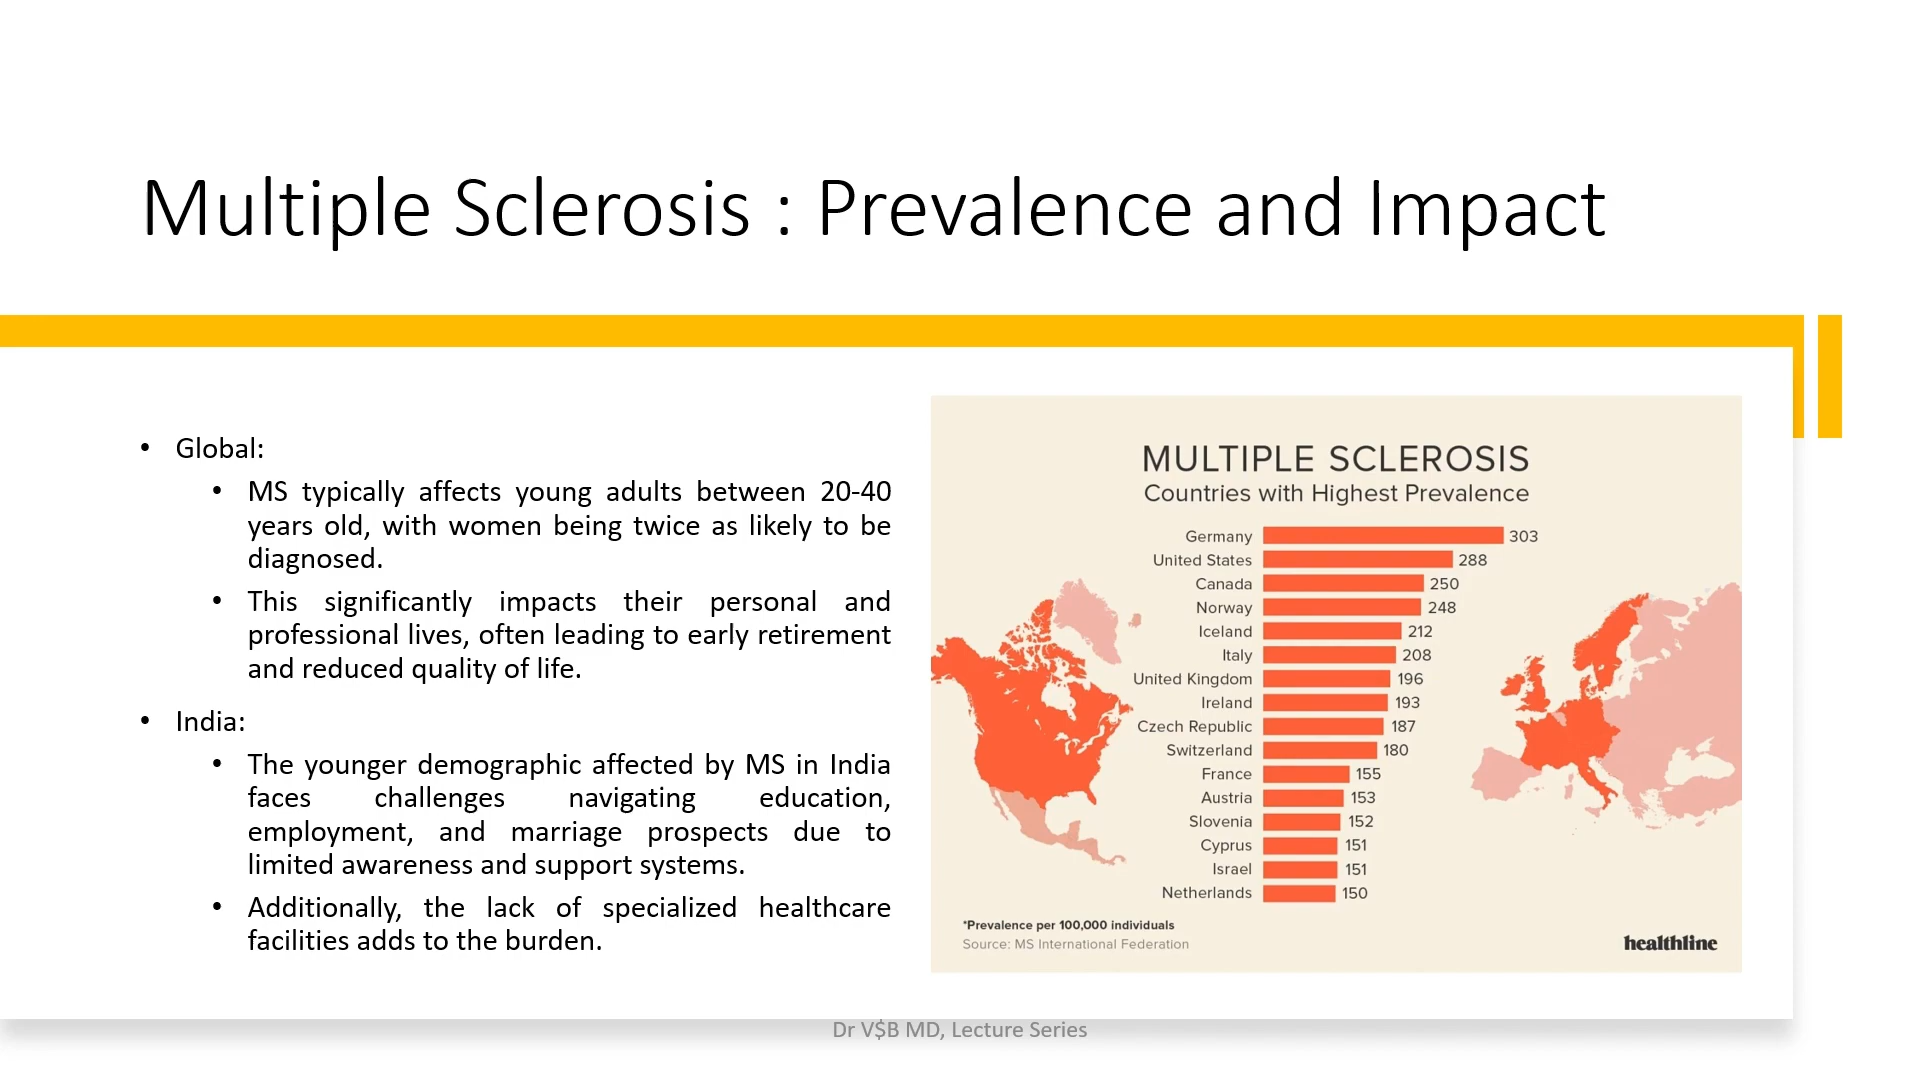 Multiple Sclerosis : Prevalence and Impact
• Global:
• MS typically affects young adults between 20-40
years old, with women being twice as likely to be
diagnosed.
• This significantly impacts their personal and
professional lives, often leading to early retirement
and reduced quality of life.
• India:
• The younger demographic affected by MS in India
faces challenges navigating education,
employment, and marriage prospects due to
limited awareness and support systems.
• Additionally, the lack of specialized healthcare
facilities adds to the burden.
MULTIPLE SCLEROSIS
Countries with Highest Prevalence
Germany 303
United States 288
Canada 250
Norway 248
Iceland 212
Italy 208
United Kingdom 196
Ireland 193
Czech Republic 187
Switzerland 180
France 155
Austria 153
Slovenia 152
Cyprus 151
Israel 151
Netherlands 150
*Prevalence per 100,000 individuals
Source: MS International Federation
healthline
Dr V$B MD, Lecture Series